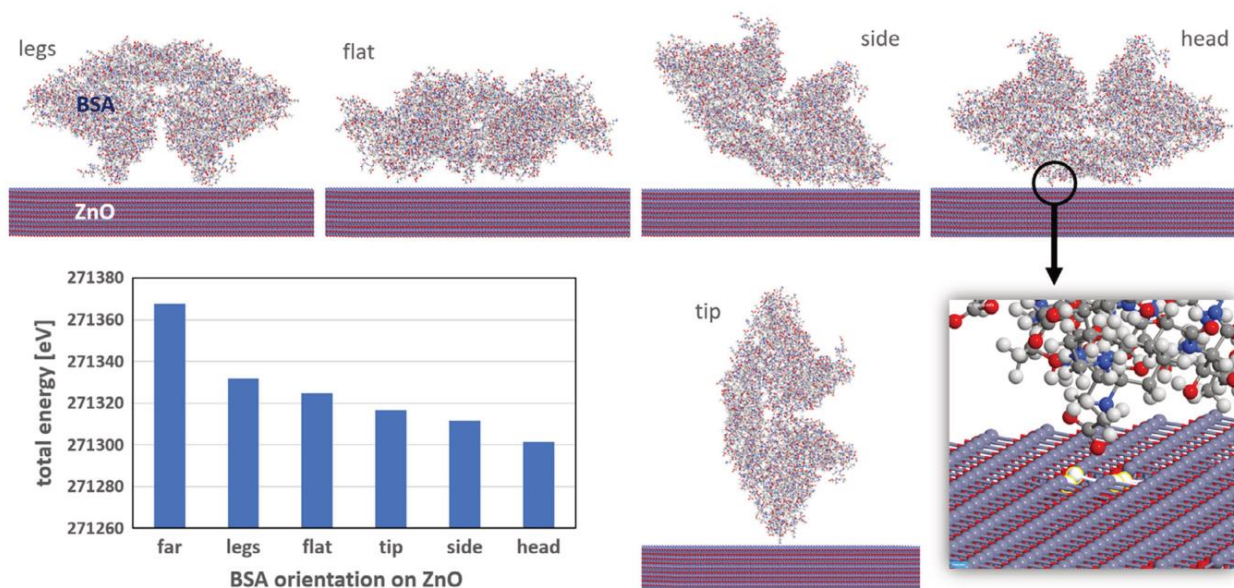 legs
flat
side
head
BSA
ZnO
tip
total energy [eV]
271380
271360
271340
271320
271300
271280
271260
far legs flat tip side head
BSA orientation on ZnO